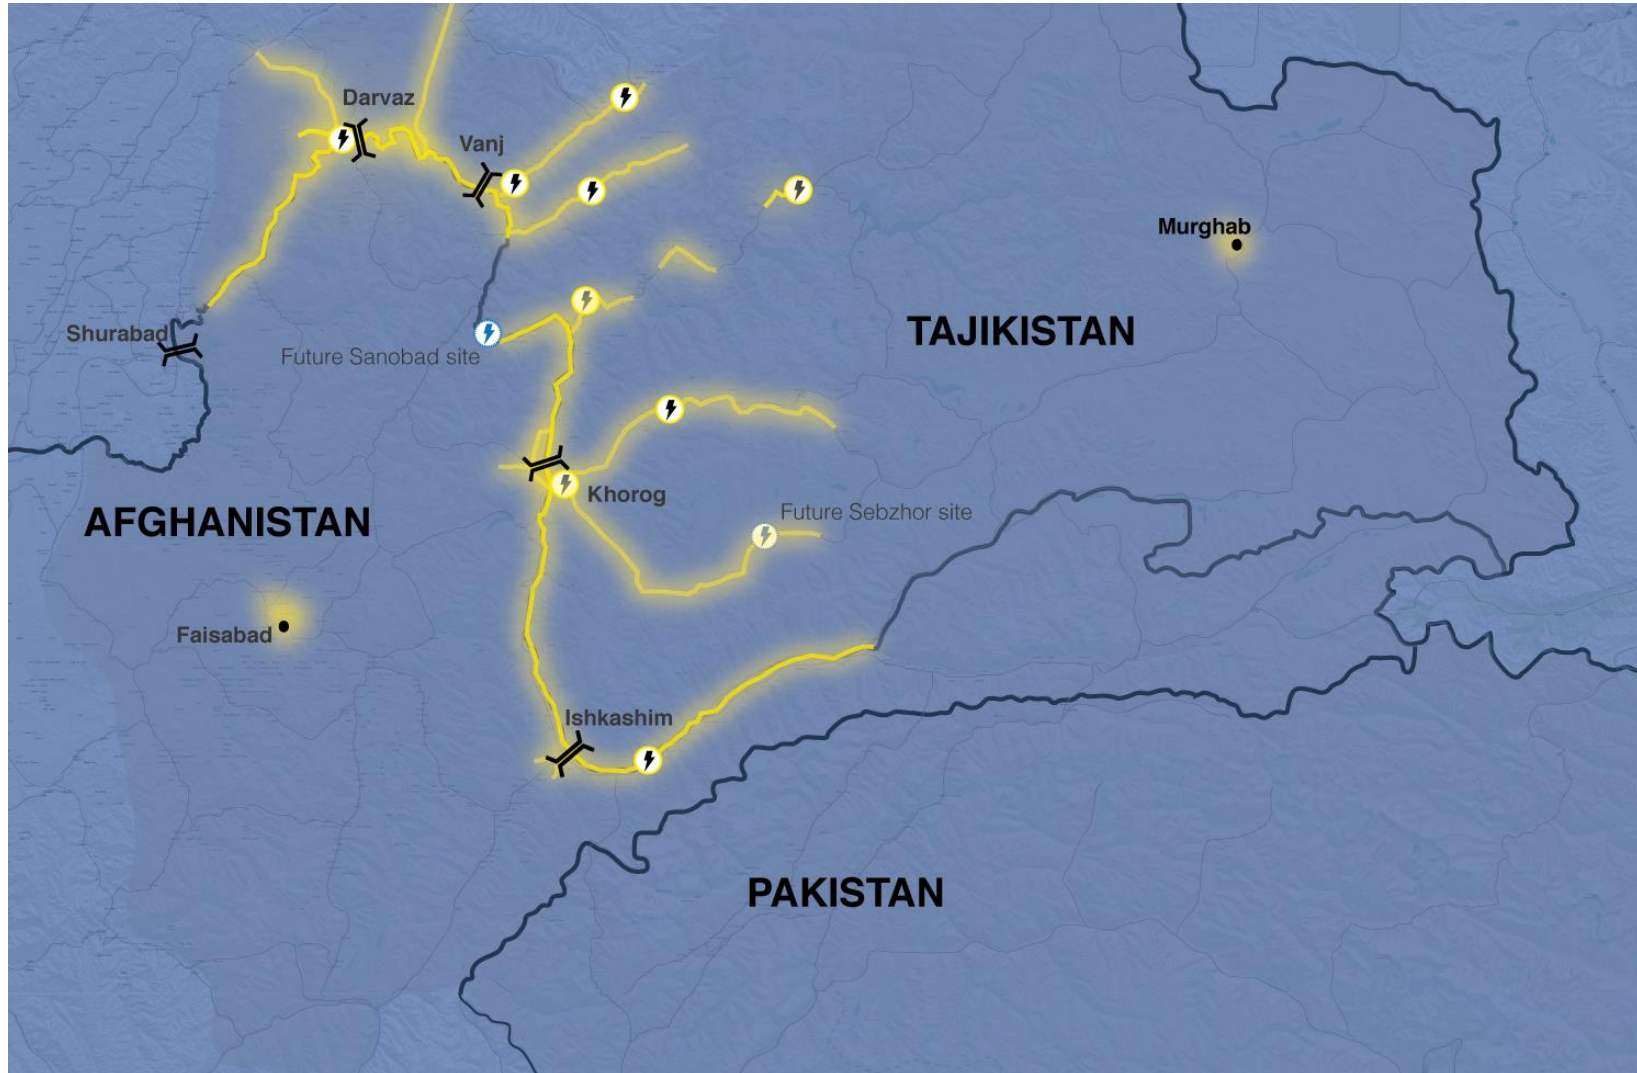 Darvaz
Vanj
Murghab
Shurabad
TAJIKISTAN
Future Sanobad site
Khorog
Future Sebzhor site
AFGHANISTAN
Faisabad
Ishkashim
PAKISTAN